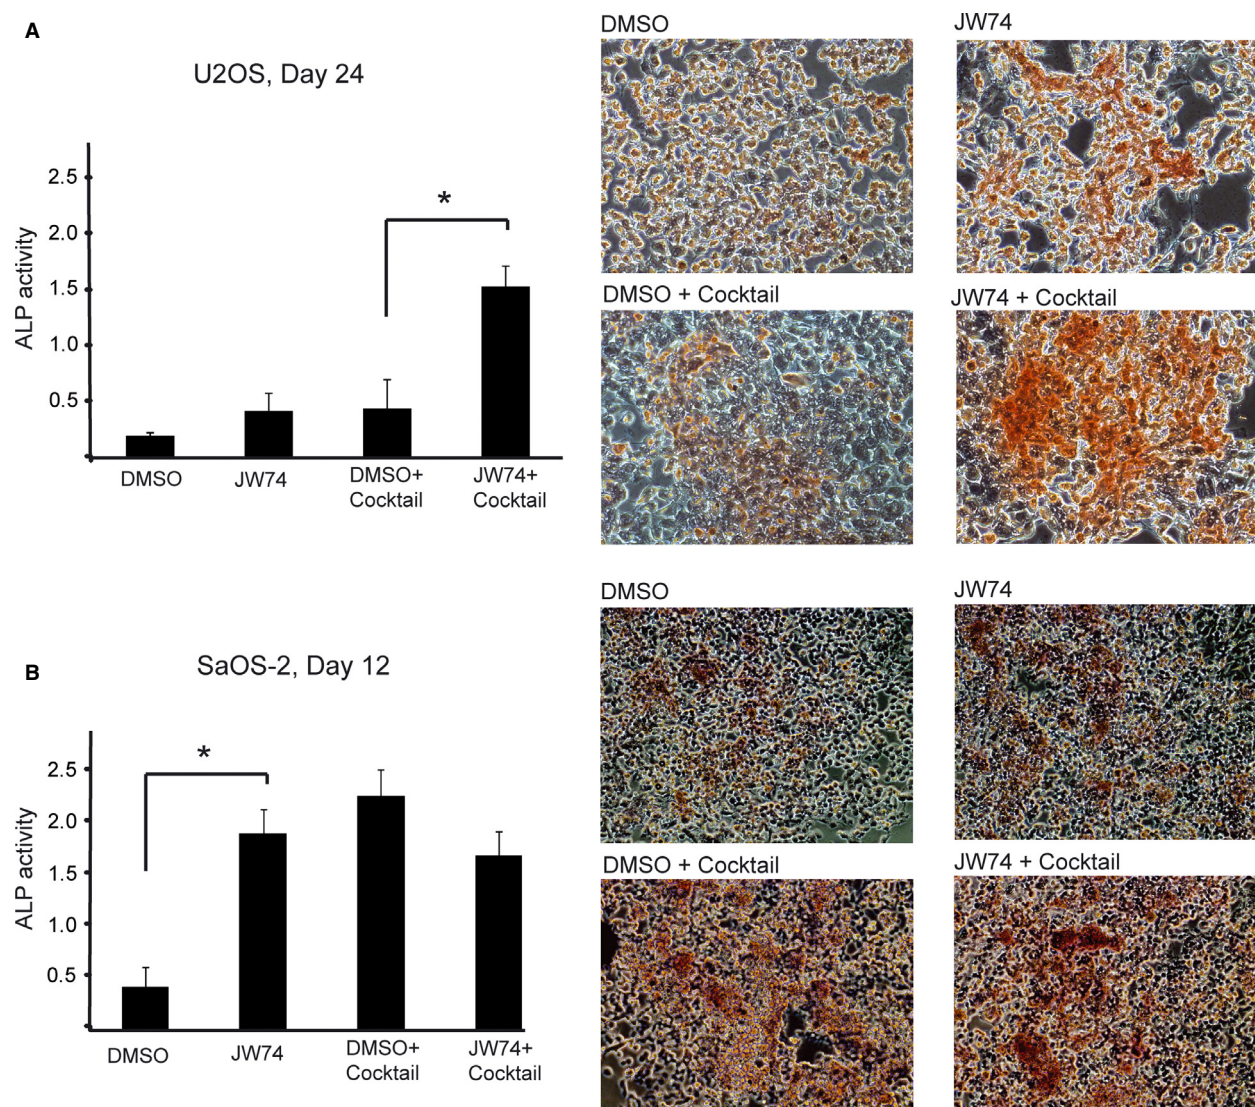 A
U2OS, Day 24
ALP activity
2.5
2.0
1.5
1.0
0.5
*
DMSO
JW74
DMSO+
Cocktail
JW74+
Cocktail
DMSO
JW74
DMSO + Cocktail
JW74 + Cocktail
B
SaOS-2, Day 12
ALP activity
2.5
2.0
1.5
1.0
0.5
*
DMSO
JW74
DMSO+
Cocktail
JW74+
Cocktail
DMSO
JW74
DMSO + Cocktail
JW74 + Cocktail